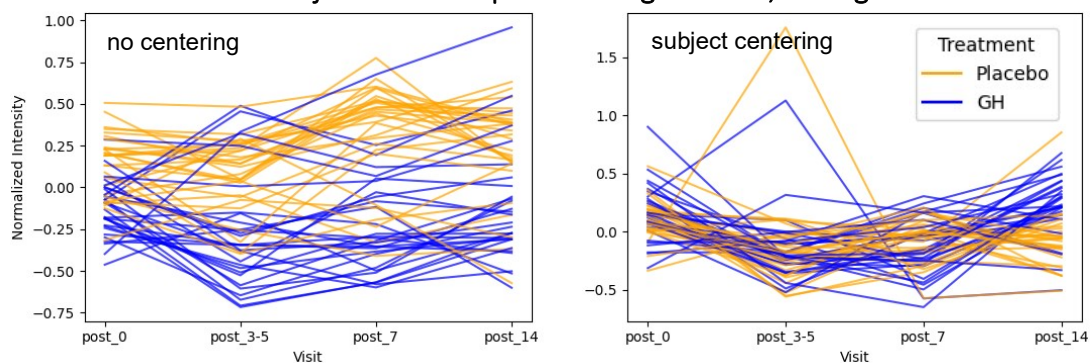 1.00
0.75
0.50
0.25
0.00
-0.25
-0.50
-0.75
Normalized Intensity
no centering
post_0
post_3-5
post_7
post_14
Visit
1.5
1.0
0.5
0.0
-0.5
subject centering
Treatment
Placebo
GH
post_0
post_3-5
post_7
post_14
Visit